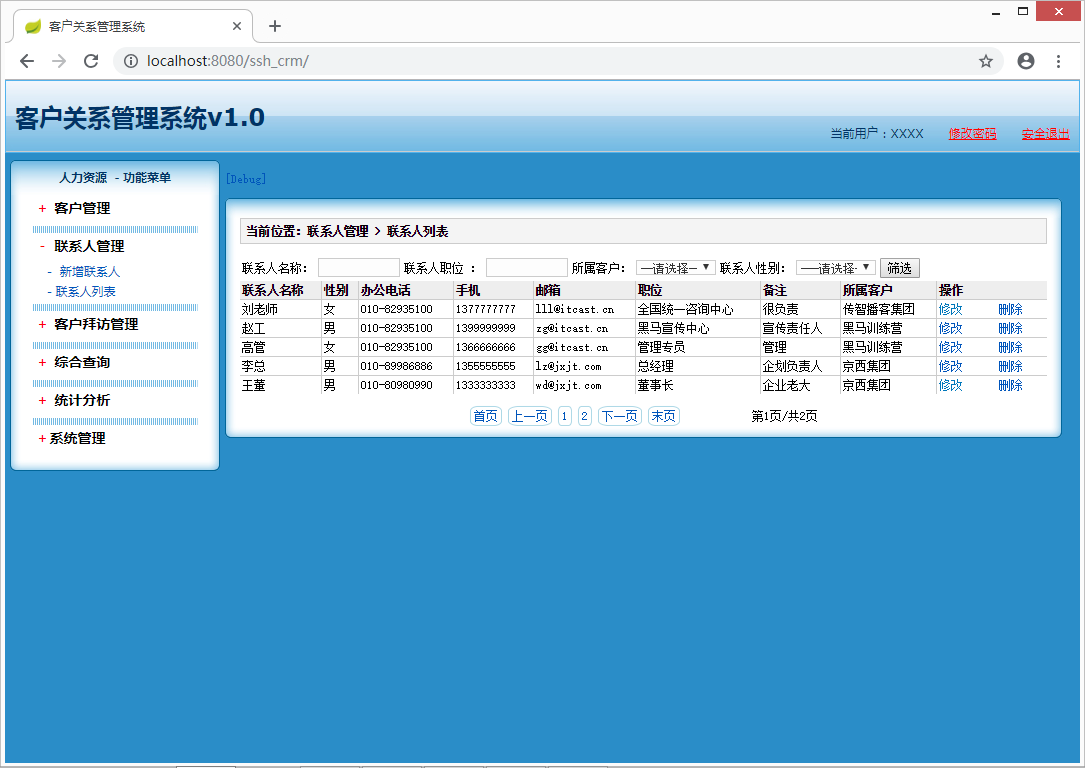 客户关系管理系统
localhost:8080/ssh_crm/
客户关系管理系统v1.0
当前用户：XXXX 修改密码 安全退出
人力资源 - 功能菜单
+ 客户管理
- 联系人管理
- 新增联系人
- 联系人列表
+ 客户拜访管理
+ 综合查询
+ 统计分析
+ 系统管理
[Debug]
当前位置：联系人管理 > 联系人列表
联系人名称： 联系人职位 ： 所属客户： —请选择— 联系人性别： —请选择- 筛选
联系人名称 性别 办公电话 手机 邮箱 职位 备注 所属客户 操作
刘老师 女 010-82935100 1377777777 lll@itcast.cn 全国统一咨询中心 很负责 传智播客集团 修改 删除
赵工 男 010-82935100 1399999999 zg@itcast.cn 黑马宣传中心 宣传责任人 黑马训练营 修改 删除
高管 女 010-82935100 1366666666 gg@itcast.cn 管理专员 管理 黑马训练营 修改 删除
李总 男 010-89986886 1355555555 lz@jxjt.com 总经理 企划负责人 京西集团 修改 删除
王董 男 010-80980990 1333333333 wd@jxjt.com 董事长 企业老大 京西集团 修改 删除
首页 上一页 1 2 下一页 末页 第1页/共2页